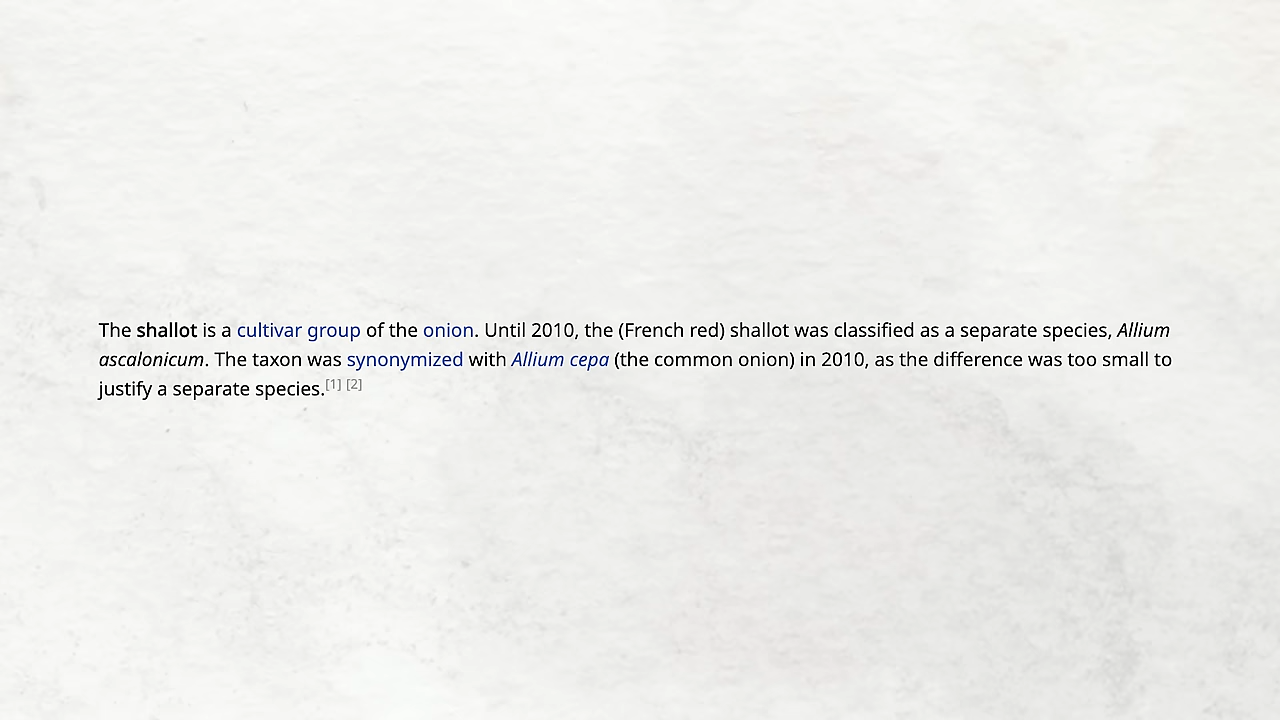 The shallot is a cultivar group of the onion. Until 2010, the (French red) shallot was classified as a separate species, Allium
ascalonicum. The taxon was synonymized with Allium cepa (the common onion) in 2010, as the difference was too small to
justify a separate species.[1] [2]